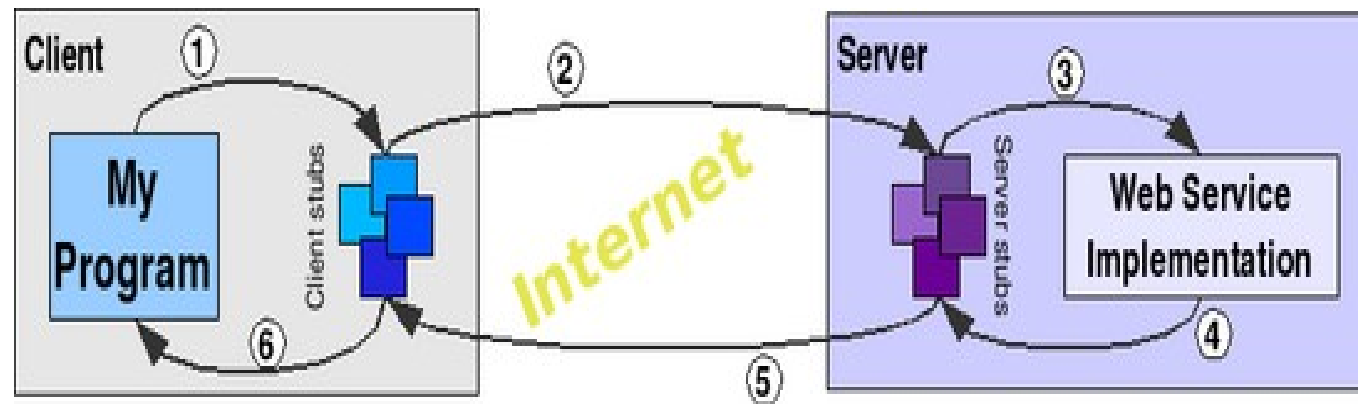 Client
1
2
Server
3
My
Program
Client stubs
Internet
Server stubs
Web Service
Implementation
6
5
4